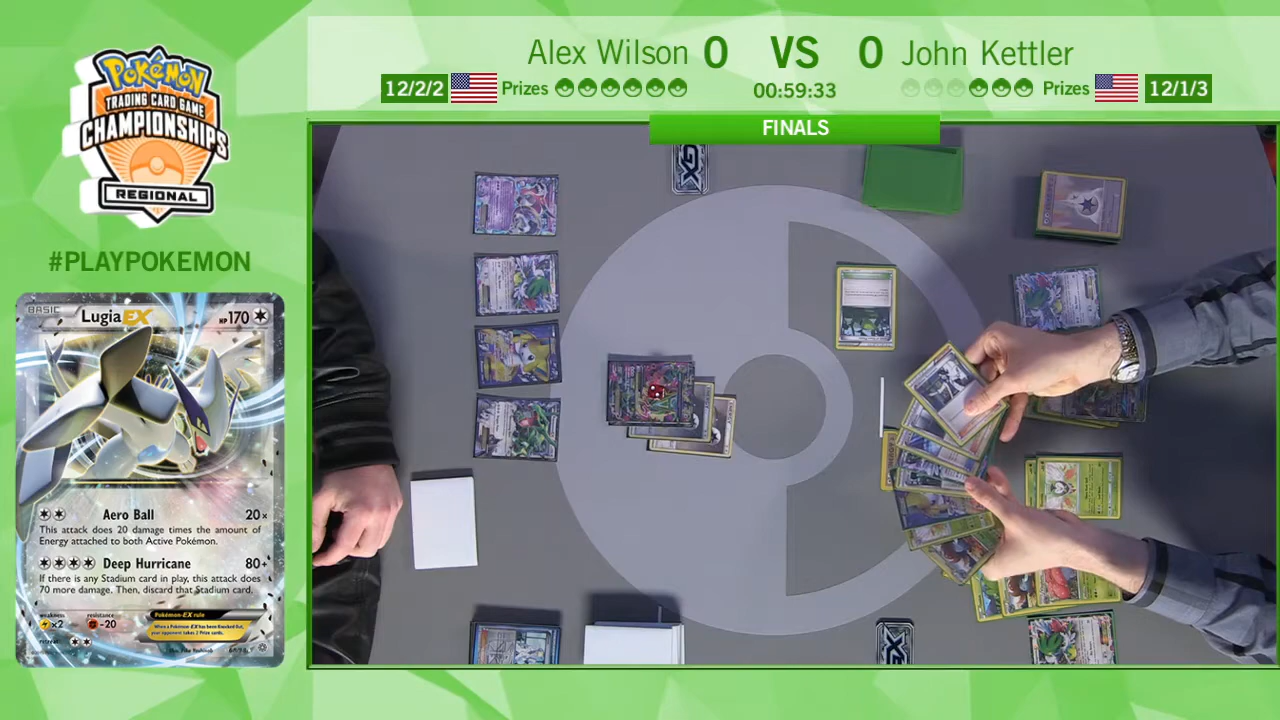 Pokémon
TRADING CARD GAME
CHAMPIONSHIPS
REGIONAL
#PLAYPOKEMON
Alex Wilson 0 VS 0 John Kettler
12/2/2 Prizes 00:59:33 Prizes 12/1/3
FINALS
GX
GX
BASIC
Lugia EX HP170
Aero Ball 20×
This attack does 20 damage times the amount of
Energy attached to both Active Pokémon.
Deep Hurricane 80+
If there is any Stadium card in play, this attack does
70 more damage. Then, discard that Stadium card.
weakness resistance
×2 -20
retreat
Pokémon-EX rule
When a Pokémon-EX has been Knocked Out,
your opponent takes 2 Prize cards.